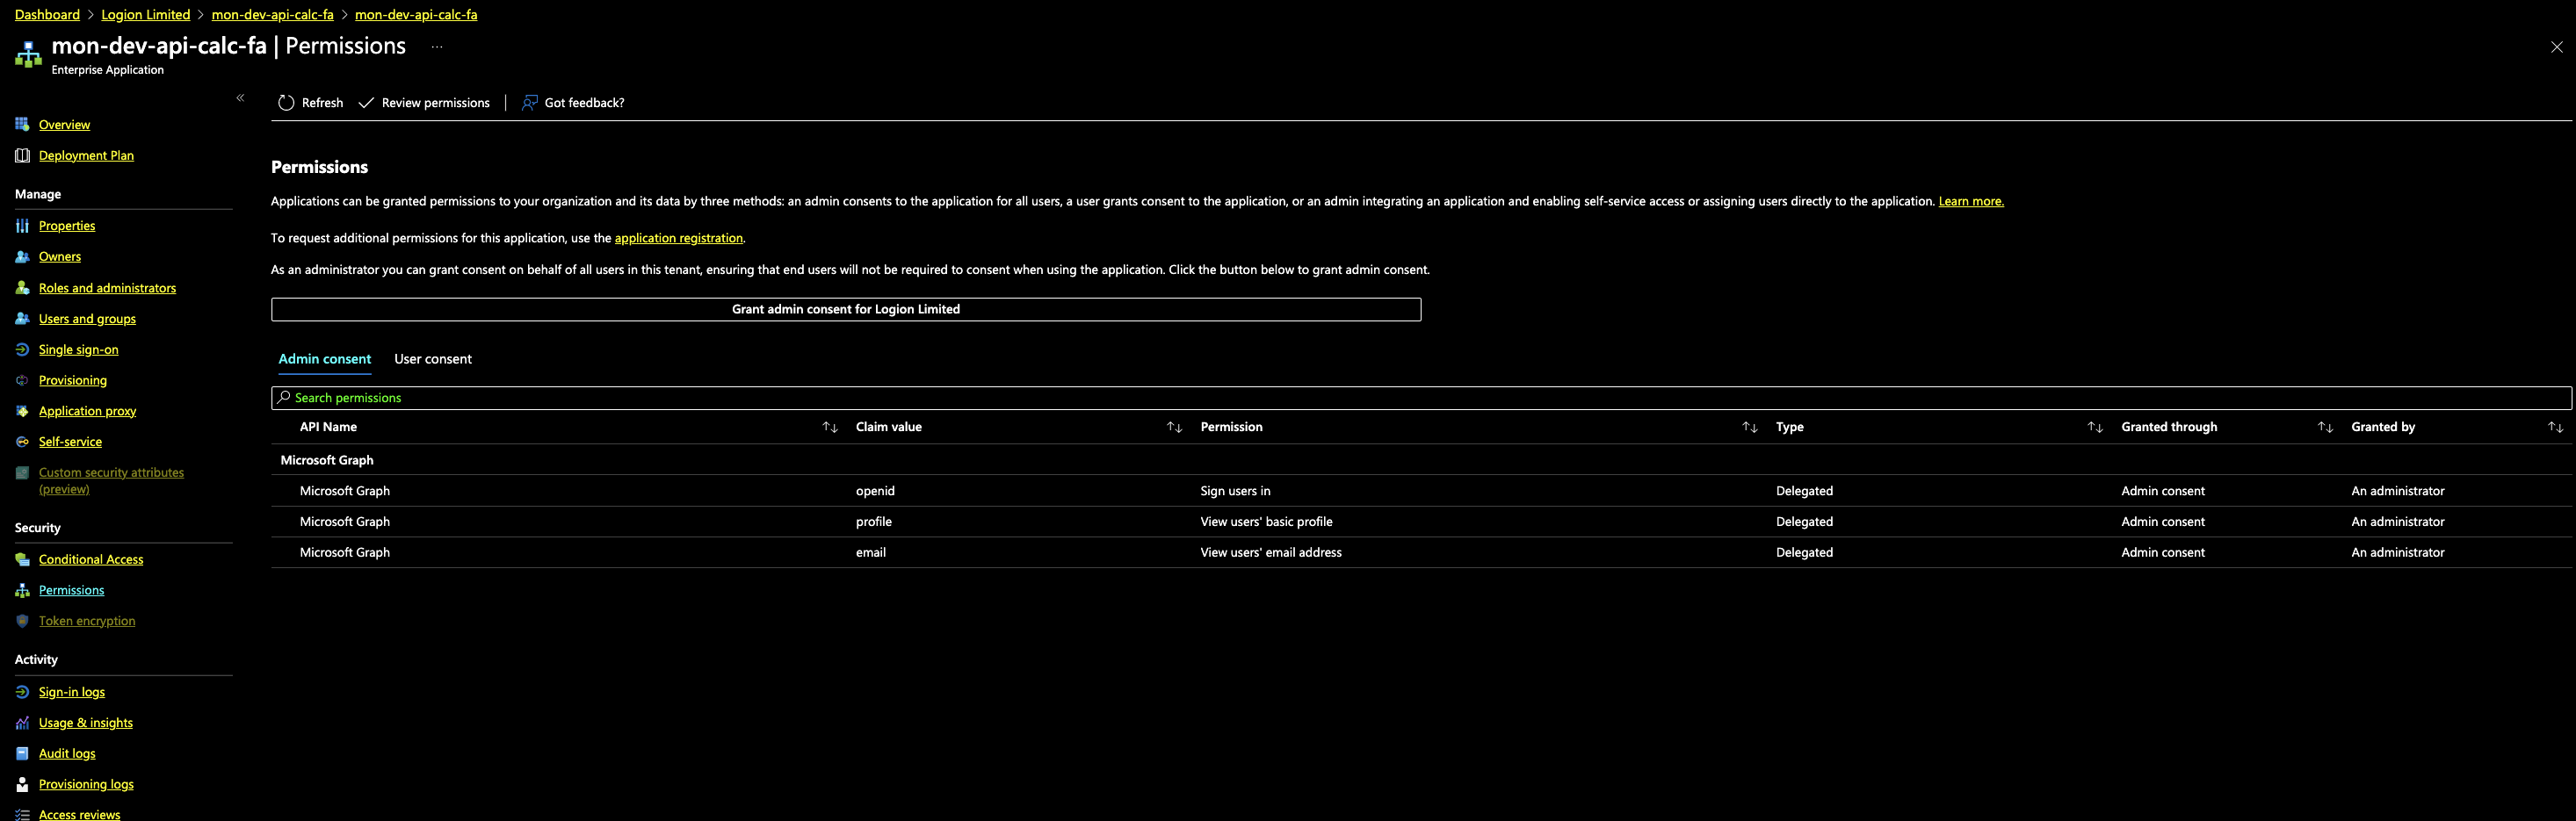 Dashboard > Logion Limited > mon-dev-api-calc-fa > mon-dev-api-calc-fa
mon-dev-api-calc-fa | Permissions ...
Enterprise Application
Overview
Deployment Plan
Manage
Properties
Owners
Roles and administrators
Users and groups
Single sign-on
Provisioning
Application proxy
Self-service
Custom security attributes
(preview)
Security
Conditional Access
Permissions
Token encryption
Activity
Sign-in logs
Usage & insights
Audit logs
Provisioning logs
Access reviews
Refresh Review permissions | Got feedback?
Permissions
Applications can be granted permissions to your organization and its data by three methods: an admin consents to the application for all users, a user grants consent to the application, or an admin integrating an application and enabling self-service access or assigning users directly to the application. Learn more.
To request additional permissions for this application, use the application registration.
As an administrator you can grant consent on behalf of all users in this tenant, ensuring that end users will not be required to consent when using the application. Click the button below to grant admin consent.
Grant admin consent for Logion Limited
Admin consent User consent
Search permissions
API Name Claim value Permission Type Granted through Granted by
Microsoft Graph
Microsoft Graph openid Sign users in Delegated Admin consent An administrator
Microsoft Graph profile View users' basic profile Delegated Admin consent An administrator
Microsoft Graph email View users' email address Delegated Admin consent An administrator